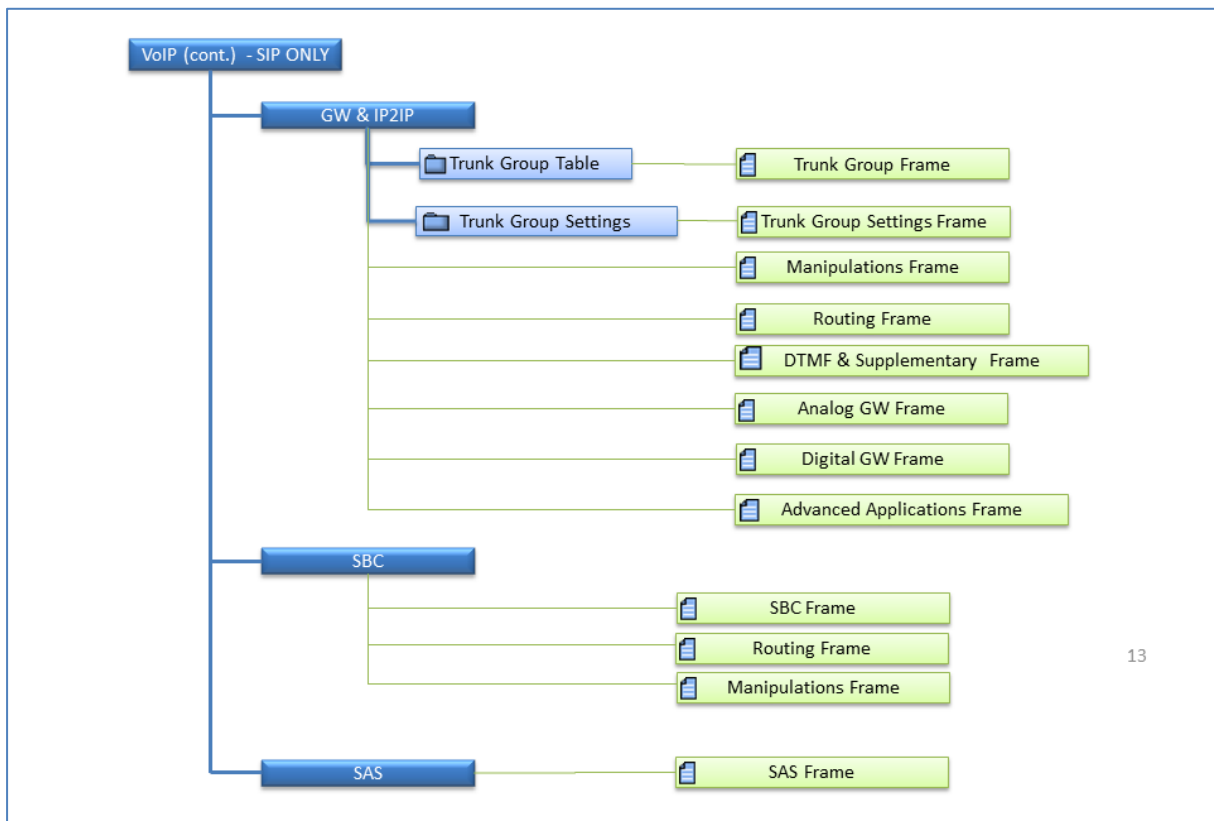 VoIP (cont.) - SIP ONLY
GW & IP2IP
Trunk Group Table
Trunk Group Frame
Trunk Group Settings
Trunk Group Settings Frame
Manipulations Frame
Routing Frame
DTMF & Supplementary Frame
Analog GW Frame
Digital GW Frame
Advanced Applications Frame
SBC
SBC Frame
Routing Frame
13
Manipulations Frame
SAS
SAS Frame